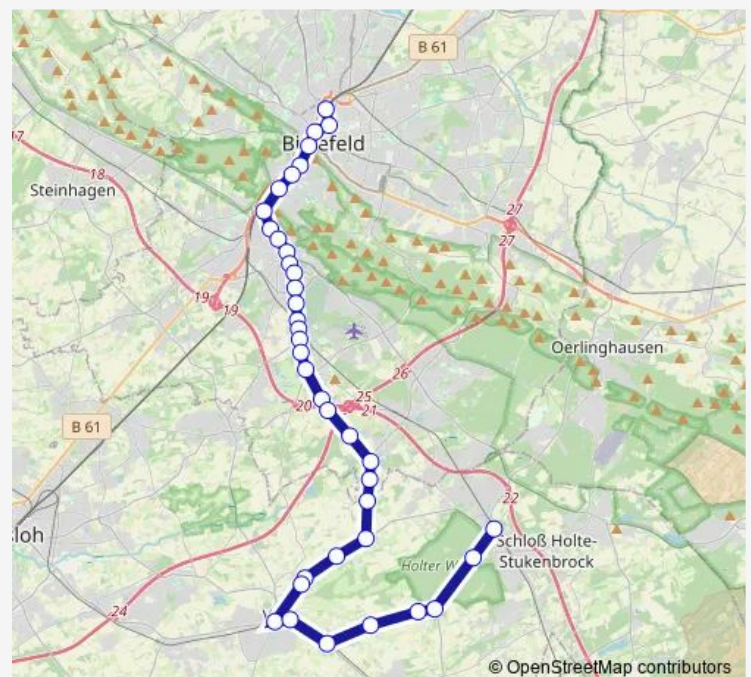 B 61
17
18
Bielefeld
Steinhagen
27
27
19
19
Oerlinghausen
26
25
20
21
B 61
22
sloh
Schloß Holte-
Stukenbrock
Holter W
24
© OpenStreetMap contributors